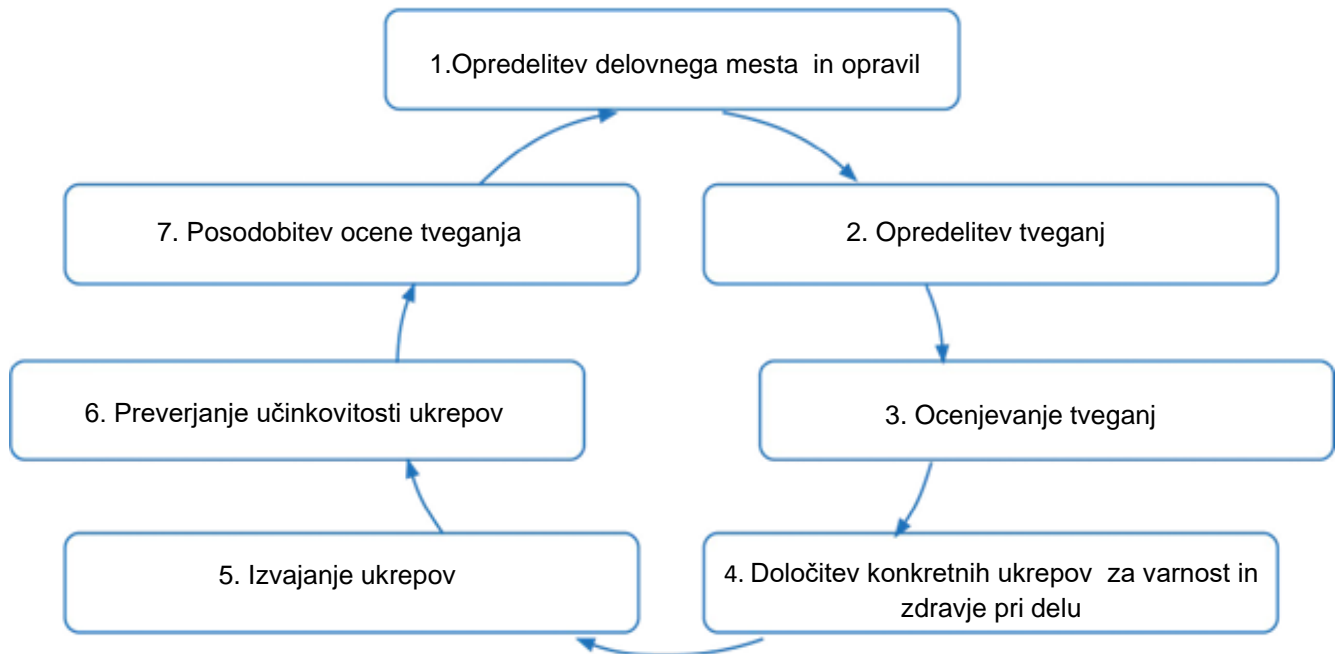 1.Opredelitev delovnega mesta  in opravil
7. Posodobitev ocene tveganja
2. Opredelitev tveganj
6. Preverjanje učinkovitosti ukrepov
3. Ocenjevanje tveganj
5. Izvajanje ukrepov
4. Določitev konkretnih ukrepov  za varnost in
zdravje pri delu